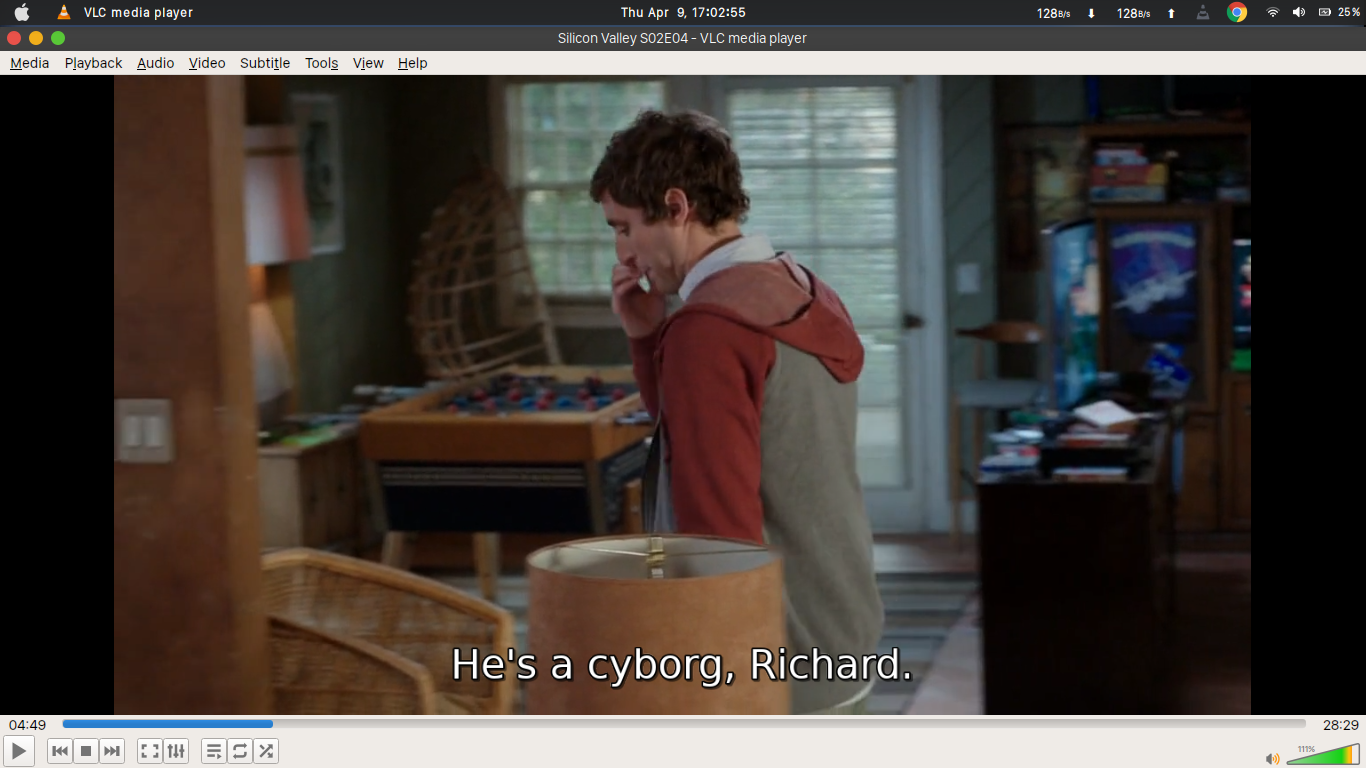 VLC media player
Thu Apr 9, 17:02:55
128B/s 128B/s 25%
Silicon Valley S02E04 - VLC media player
Media Playback Audio Video Subtitle Tools View Help
He's a cyborg, Richard.
04:49 28:29
111%